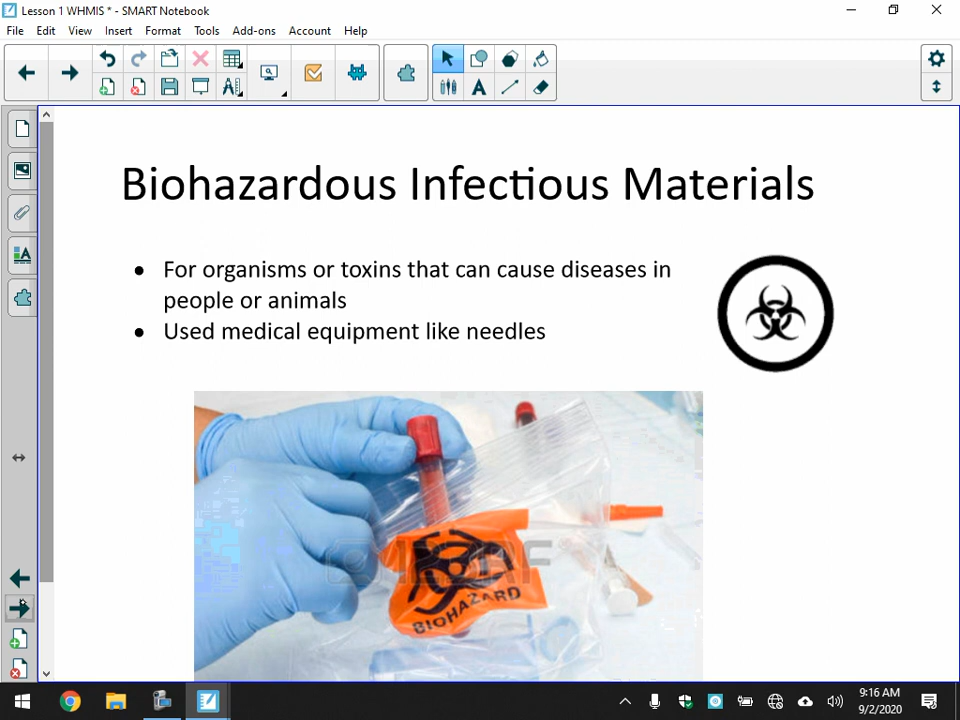 Lesson 1 WHMIS * - SMART Notebook
File Edit View Insert Format Tools Add-ons Account Help
Biohazardous Infectious Materials
• For organisms or toxins that can cause diseases in
people or animals
• Used medical equipment like needles
BIOHAZARD
123RF
9:16 AM
9/2/2020